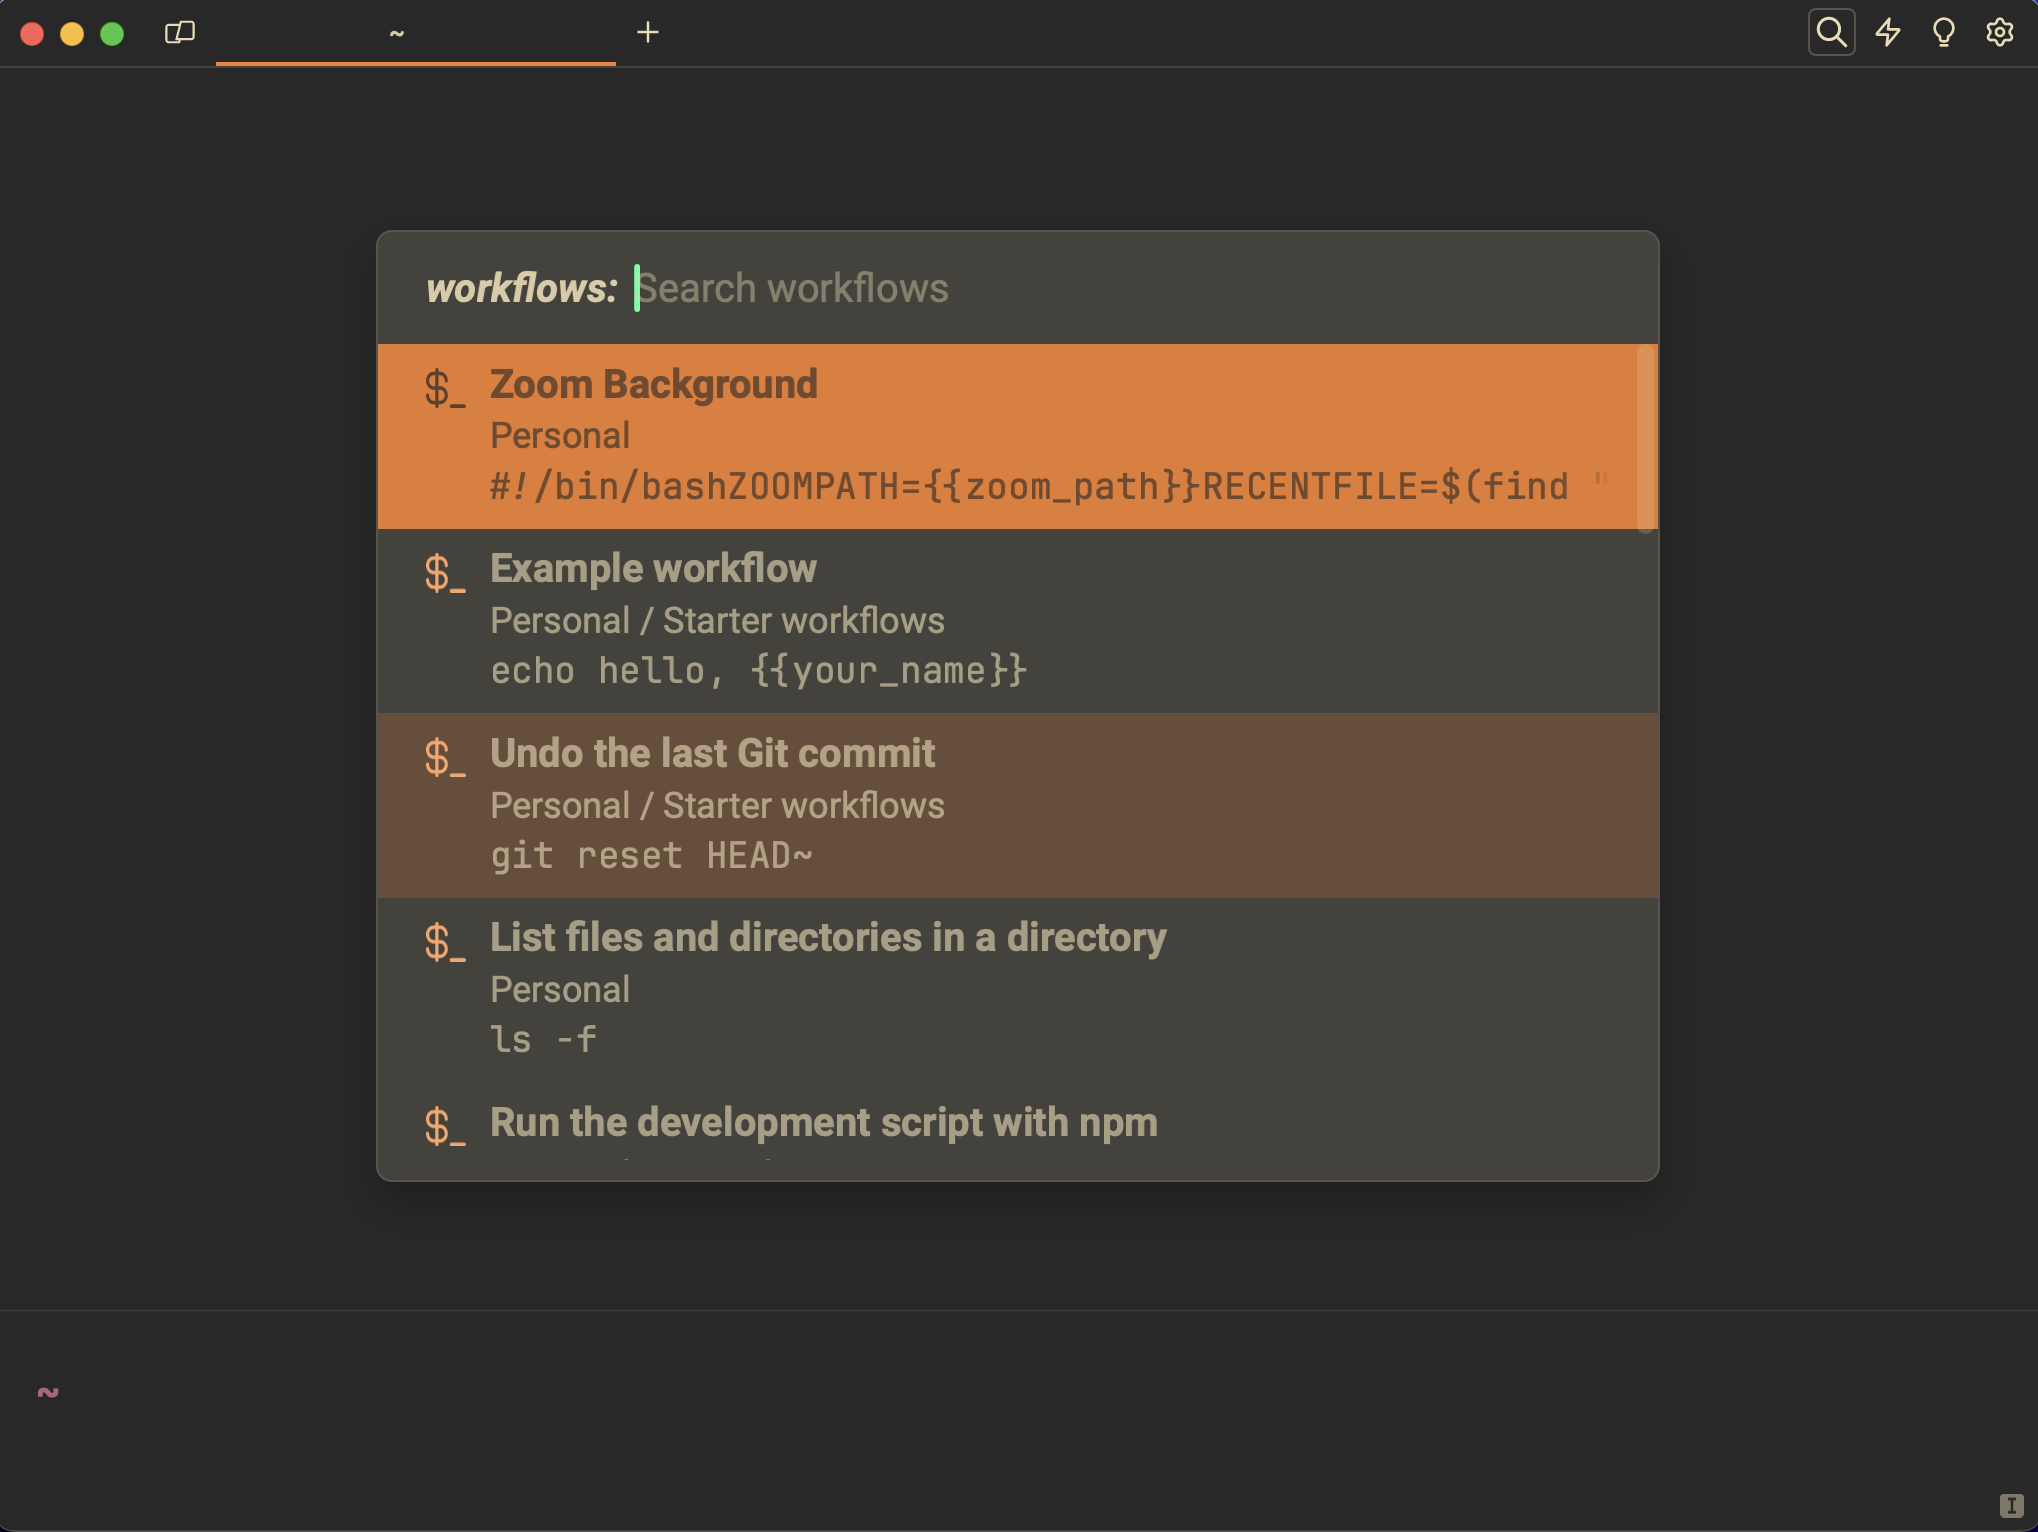 ~
workflows: Search workflows
$_ Zoom Background
Personal
#!/bin/bashZOOMPATH={{zoom_path}}RECENTFILE=$(find "
$_ Example workflow
Personal / Starter workflows
echo hello, {{your_name}}
$_ Undo the last Git commit
Personal / Starter workflows
git reset HEAD~
$_ List files and directories in a directory
Personal
ls -f
$_ Run the development script with npm
~
I